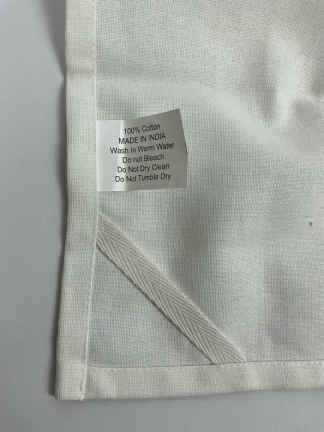 100% Cotton
MADE IN INDIA
Wash In Warm Water
Do not Bleach
Do Not Dry Clean
Do Not Tumble Dry